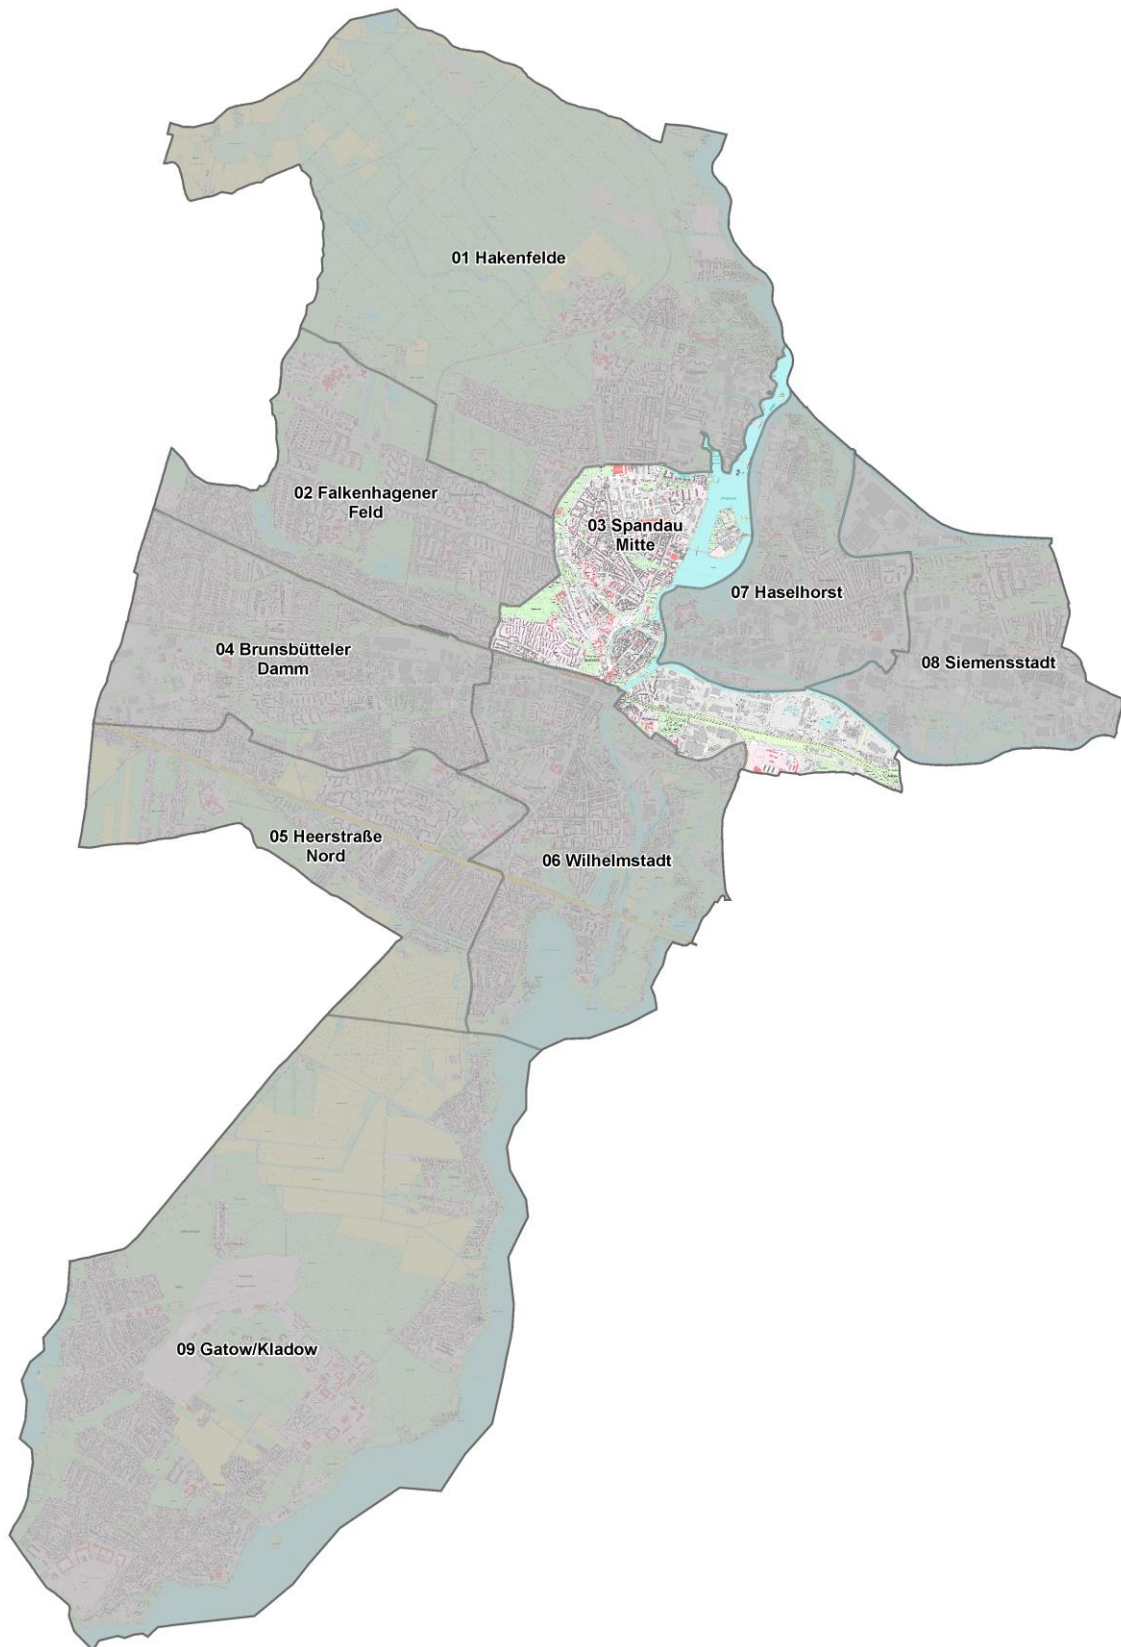 01 Hakenfelde
02 Falkenhagener
Feld
03 Spandau
Mitte
07 Haselhorst
04 Brunsbütteler
Damm
08 Siemensstadt
05 Heerstraße
Nord
06 Wilhelmstadt
09 Gatow/Kladow